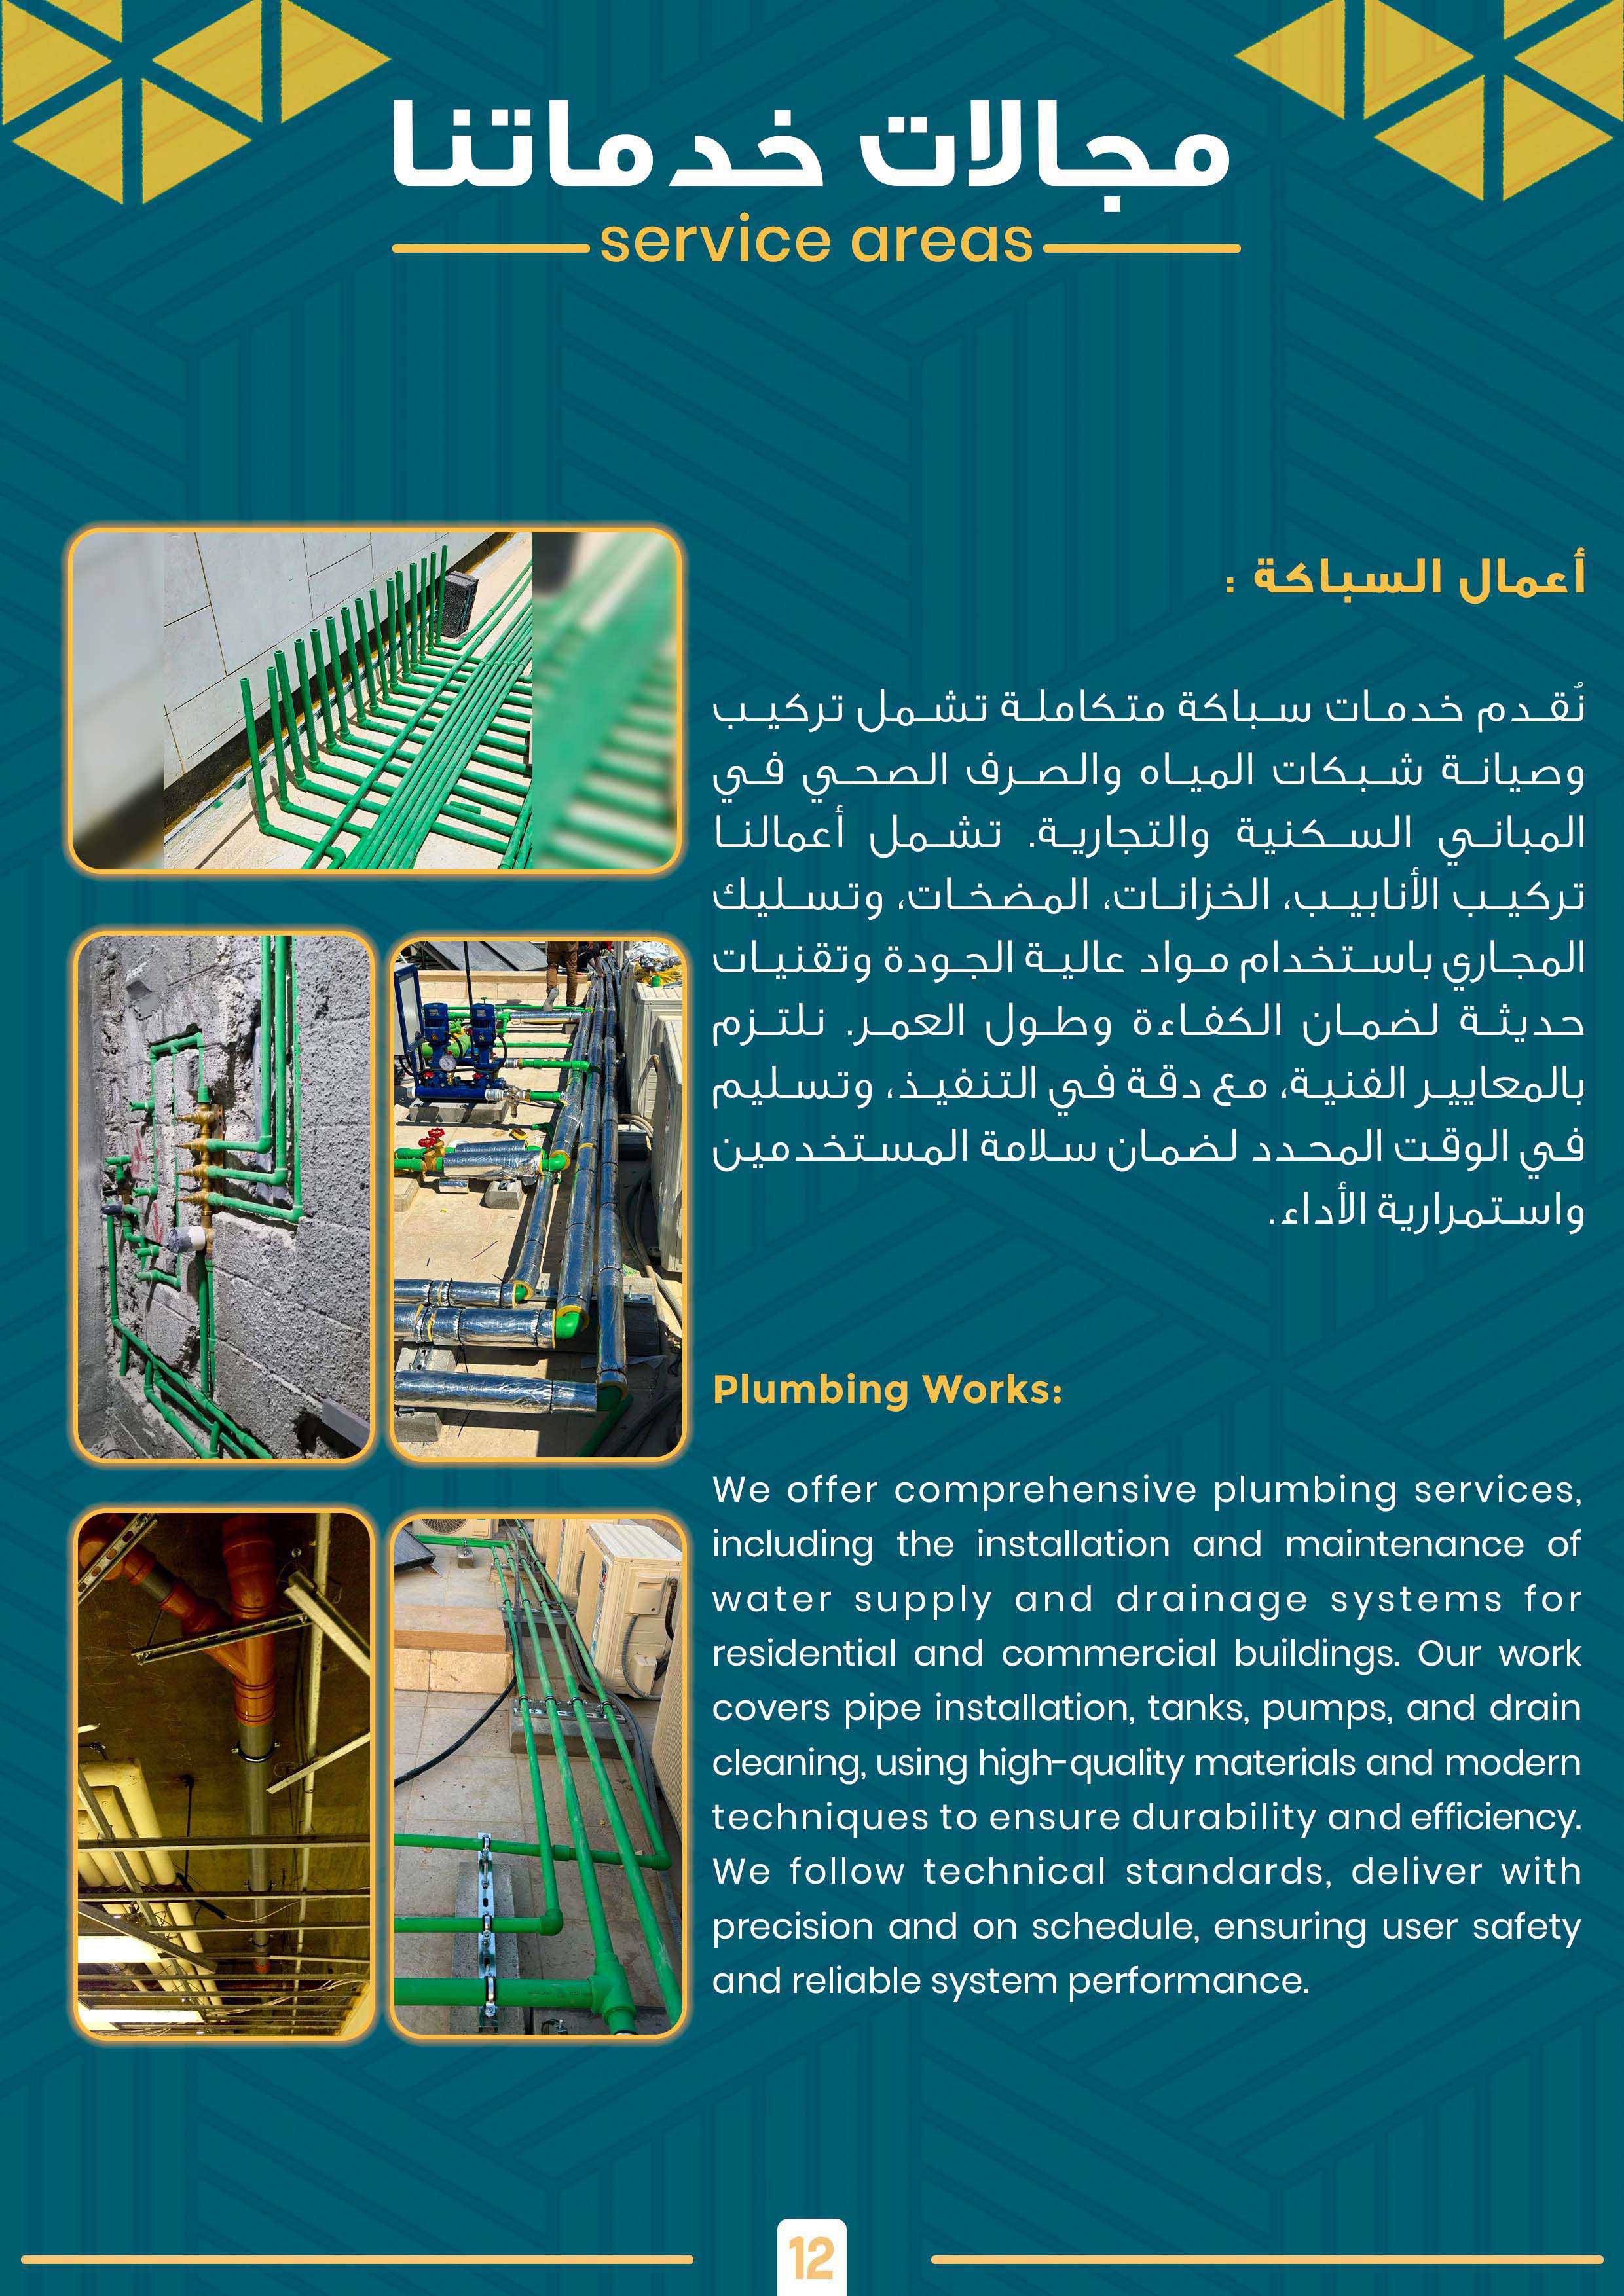 مجالات خدماتنا
service areas
أعمال السباكة :
نُقدم خدمات سباكة متكاملة تشمل تركيب
وصيانة شبكات المياه والصرف الصحي في
المباني السكنية والتجارية. تشمل أعمالنا
تركيب الأنابيب، الخزانات، المضخات، وتسليك
المجاري باستخدام مواد عالية الجودة وتقنيات
حديثة لضمان الكفاءة وطول العمر. نلتزم
بالمعايير الفنية، مع دقة في التنفيذ، وتسليم
في الوقت المحدد لضمان سلامة المستخدمين
واستمرارية الأداء.
Plumbing Works:
We offer comprehensive plumbing services,
including the installation and maintenance of
water supply and drainage systems for
residential and commercial buildings. Our work
covers pipe installation, tanks, pumps, and drain
cleaning, using high-quality materials and modern
techniques to ensure durability and efficiency.
We follow technical standards, deliver with
precision and on schedule, ensuring user safety
and reliable system performance.
12